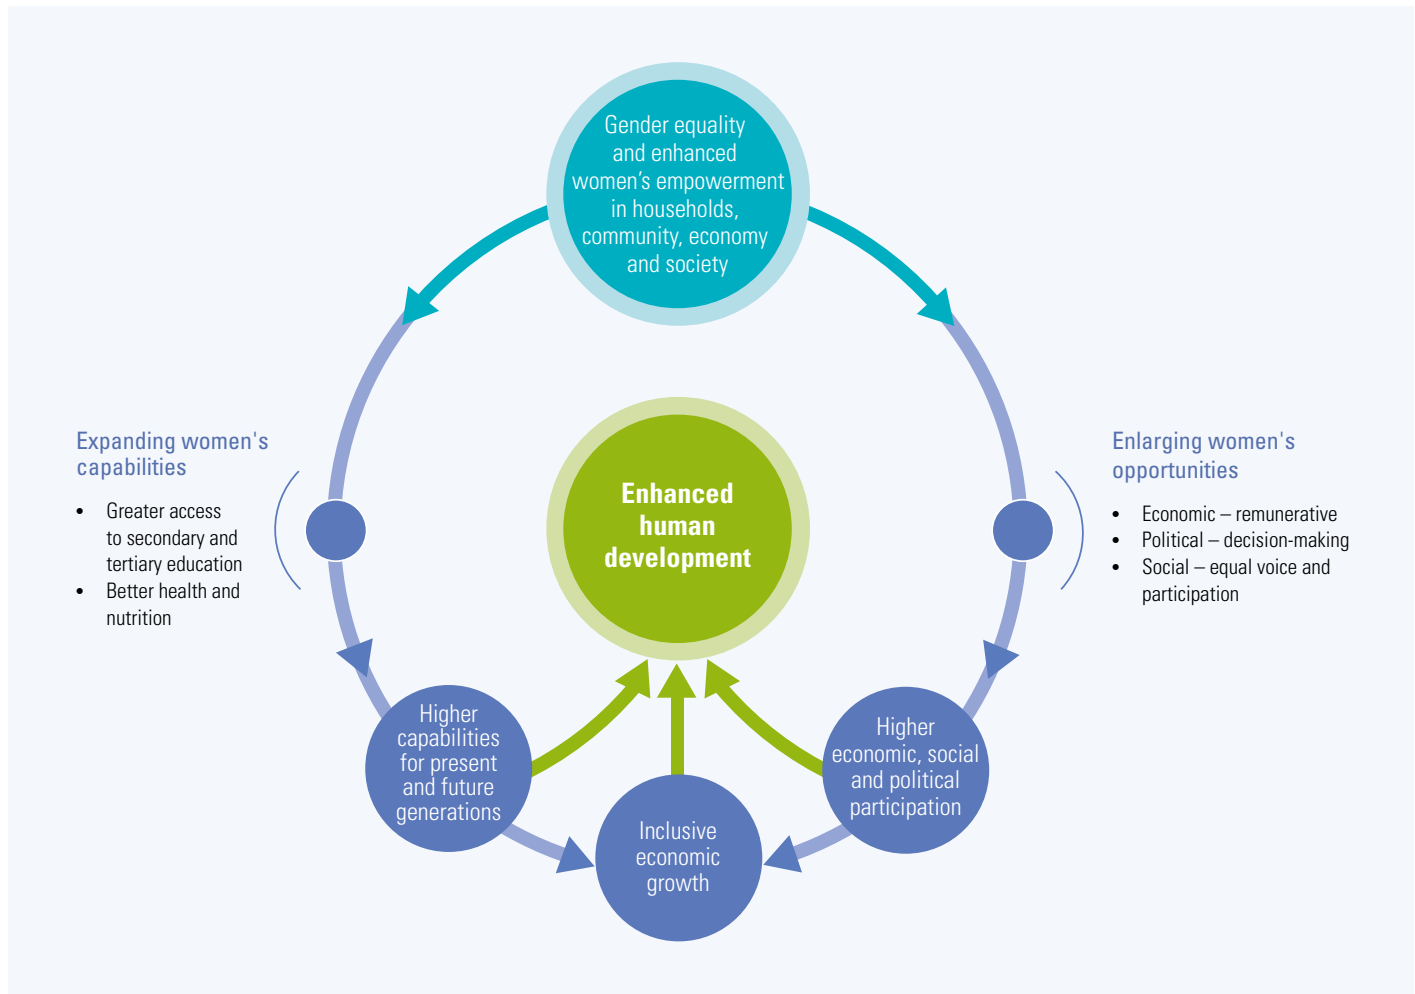 Gender equality
and enhanced
women’s empowerment
in households,
community, economy
and society
Expanding women's
capabilities
• Greater access
to secondary and
tertiary education
• Better health and
nutrition
Enhanced
human
development
Enlarging women's
opportunities
• Economic – remunerative
• Political – decision-making
• Social – equal voice and
participation
Higher
capabilities
for present
and future
generations
Inclusive
economic
growth
Higher
economic, social
and political
participation